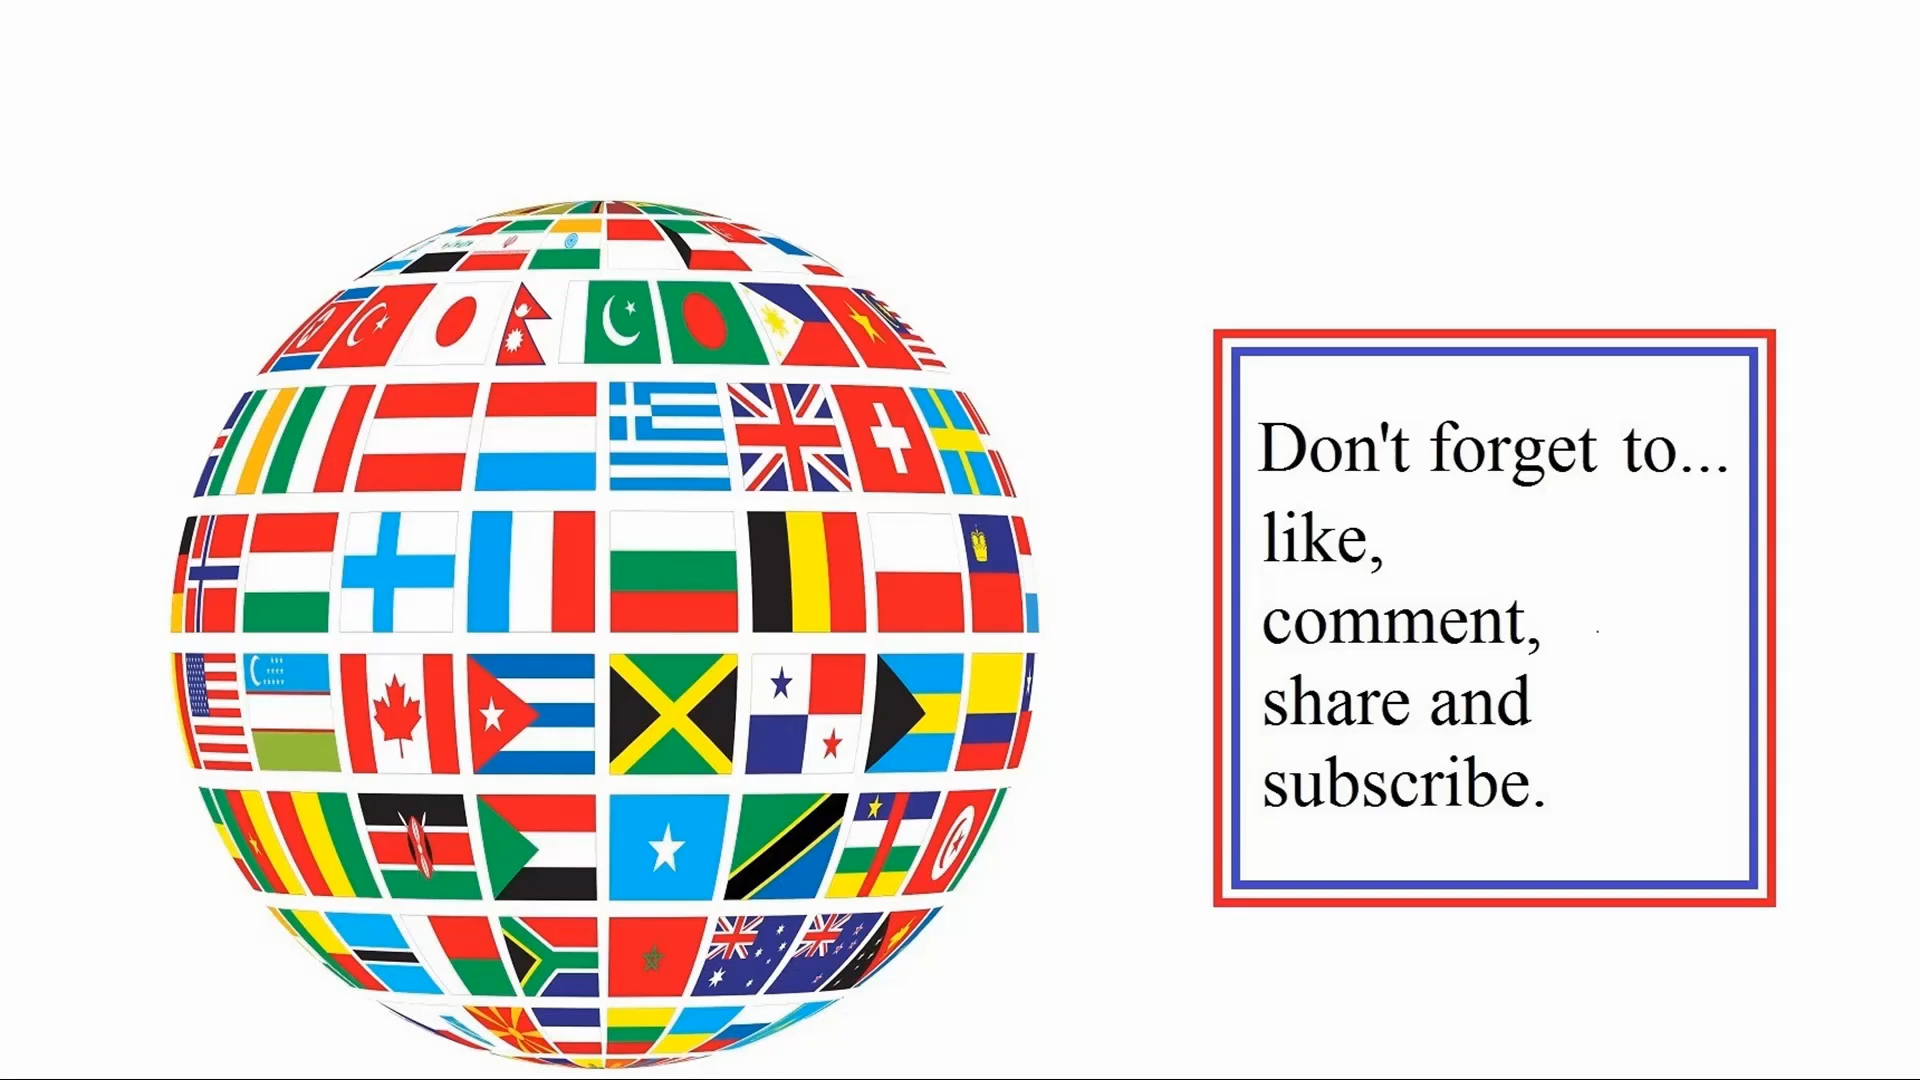 Don't forget to...
like,
comment,
share and
subscribe.